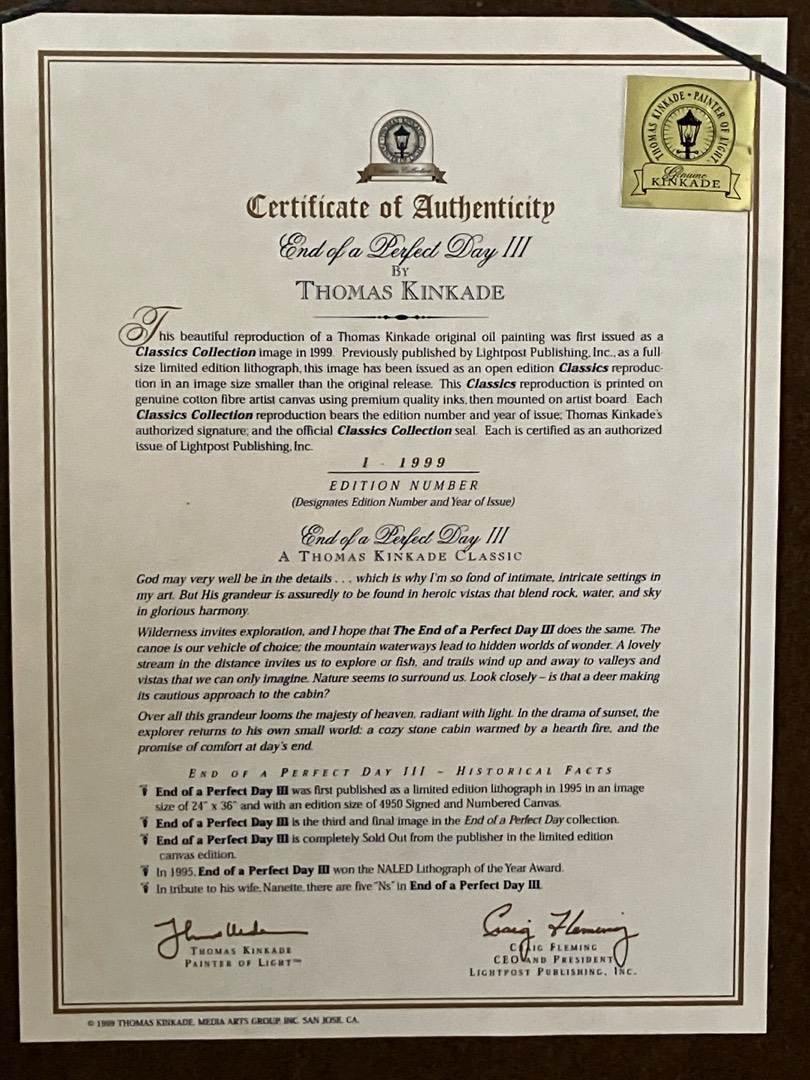 THOMAS KINKADE • PAINTER OF LIGHT
Genuine
KINKADE
THOMAS KINKADE
PAINTER OF LIGHT
Classics Collection
Certificate of Authenticity
End of a Perfect Day III
BY
THOMAS KINKADE
This beautiful reproduction of a Thomas Kinkade original oil painting was first issued as a
Classics Collection image in 1999. Previously published by Lightpost Publishing, Inc., as a full
size limited edition lithograph, this image has been issued as an open edition Classics reproduc-
tion in an image size smaller than the original release. This Classics reproduction is printed on
genuine cotton fibre artist canvas using premium quality inks, then mounted on artist board. Each
Classics Collection reproduction bears the edition number and year of issue, Thomas Kinkade's
authorized signature, and the official Classics Collection seal. Each is certified as an authorized
issue of Lightpost Publishing, Inc.
I - 1999
EDITION NUMBER
(Designates Edition Number and Year of Issue)
End of a Perfect Day III
A THOMAS KINKADE CLASSIC
God may very well be in the details . . . which is why I'm so fond of intimate, intricate settings in
my art. But His grandeur is assuredly to be found in heroic vistas that blend rock, water, and sky
in glorious harmony.
Wilderness invites exploration, and I hope that The End of a Perfect Day III does the same. The
canoe is our vehicle of choice; the mountain waterways lead to hidden worlds of wonder. A lovely
stream in the distance invites us to explore or fish, and trails wind up and away to valleys and
vistas that we can only imagine. Nature seems to surround us. Look closely – is that a deer making
its cautious approach to the cabin?
Over all this grandeur looms the majesty of heaven, radiant with light. In the drama of sunset, the
explorer returns to his own small world: a cozy stone cabin warmed by a hearth fire, and the
promise of comfort at day's end.
END OF A PERFECT DAY III – HISTORICAL FACTS
End of a Perfect Day III was first published as a limited edition lithograph in 1995 in an image
size of 24" x 36" and with an edition size of 4950 Signed and Numbered Canvas.
End of a Perfect Day III is the third and final image in the End of a Perfect Day collection.
End of a Perfect Day III is completely Sold Out from the publisher in the limited edition
canvas edition.
In 1995, End of a Perfect Day III won the NALED Lithograph of the Year Award.
In tribute to his wife, Nanette, there are five "Ns" in End of a Perfect Day III.
Thomas Kinkade
THOMAS KINKADE
PAINTER OF LIGHT™
Craig Fleming
CRAIG FLEMING
CEO AND PRESIDENT
LIGHTPOST PUBLISHING, INC.
© 1999 THOMAS KINKADE, MEDIA ARTS GROUP, INC. SAN JOSE, CA.